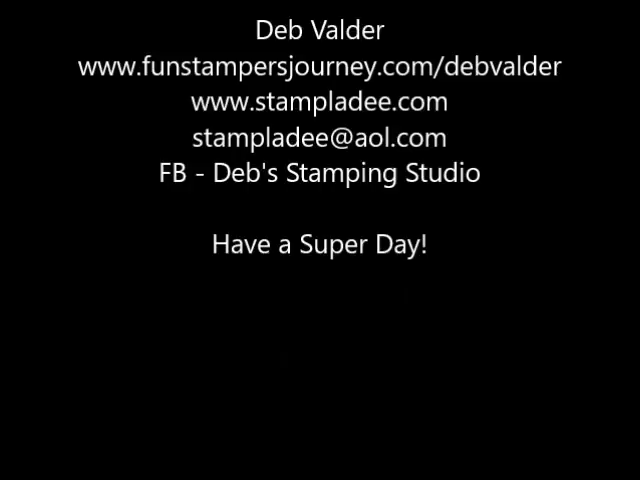 Deb Valder
www.funstampersjourney.com/debvalder
www.stampladee.com
stampladee@aol.com
FB - Deb's Stamping Studio
Have a Super Day!